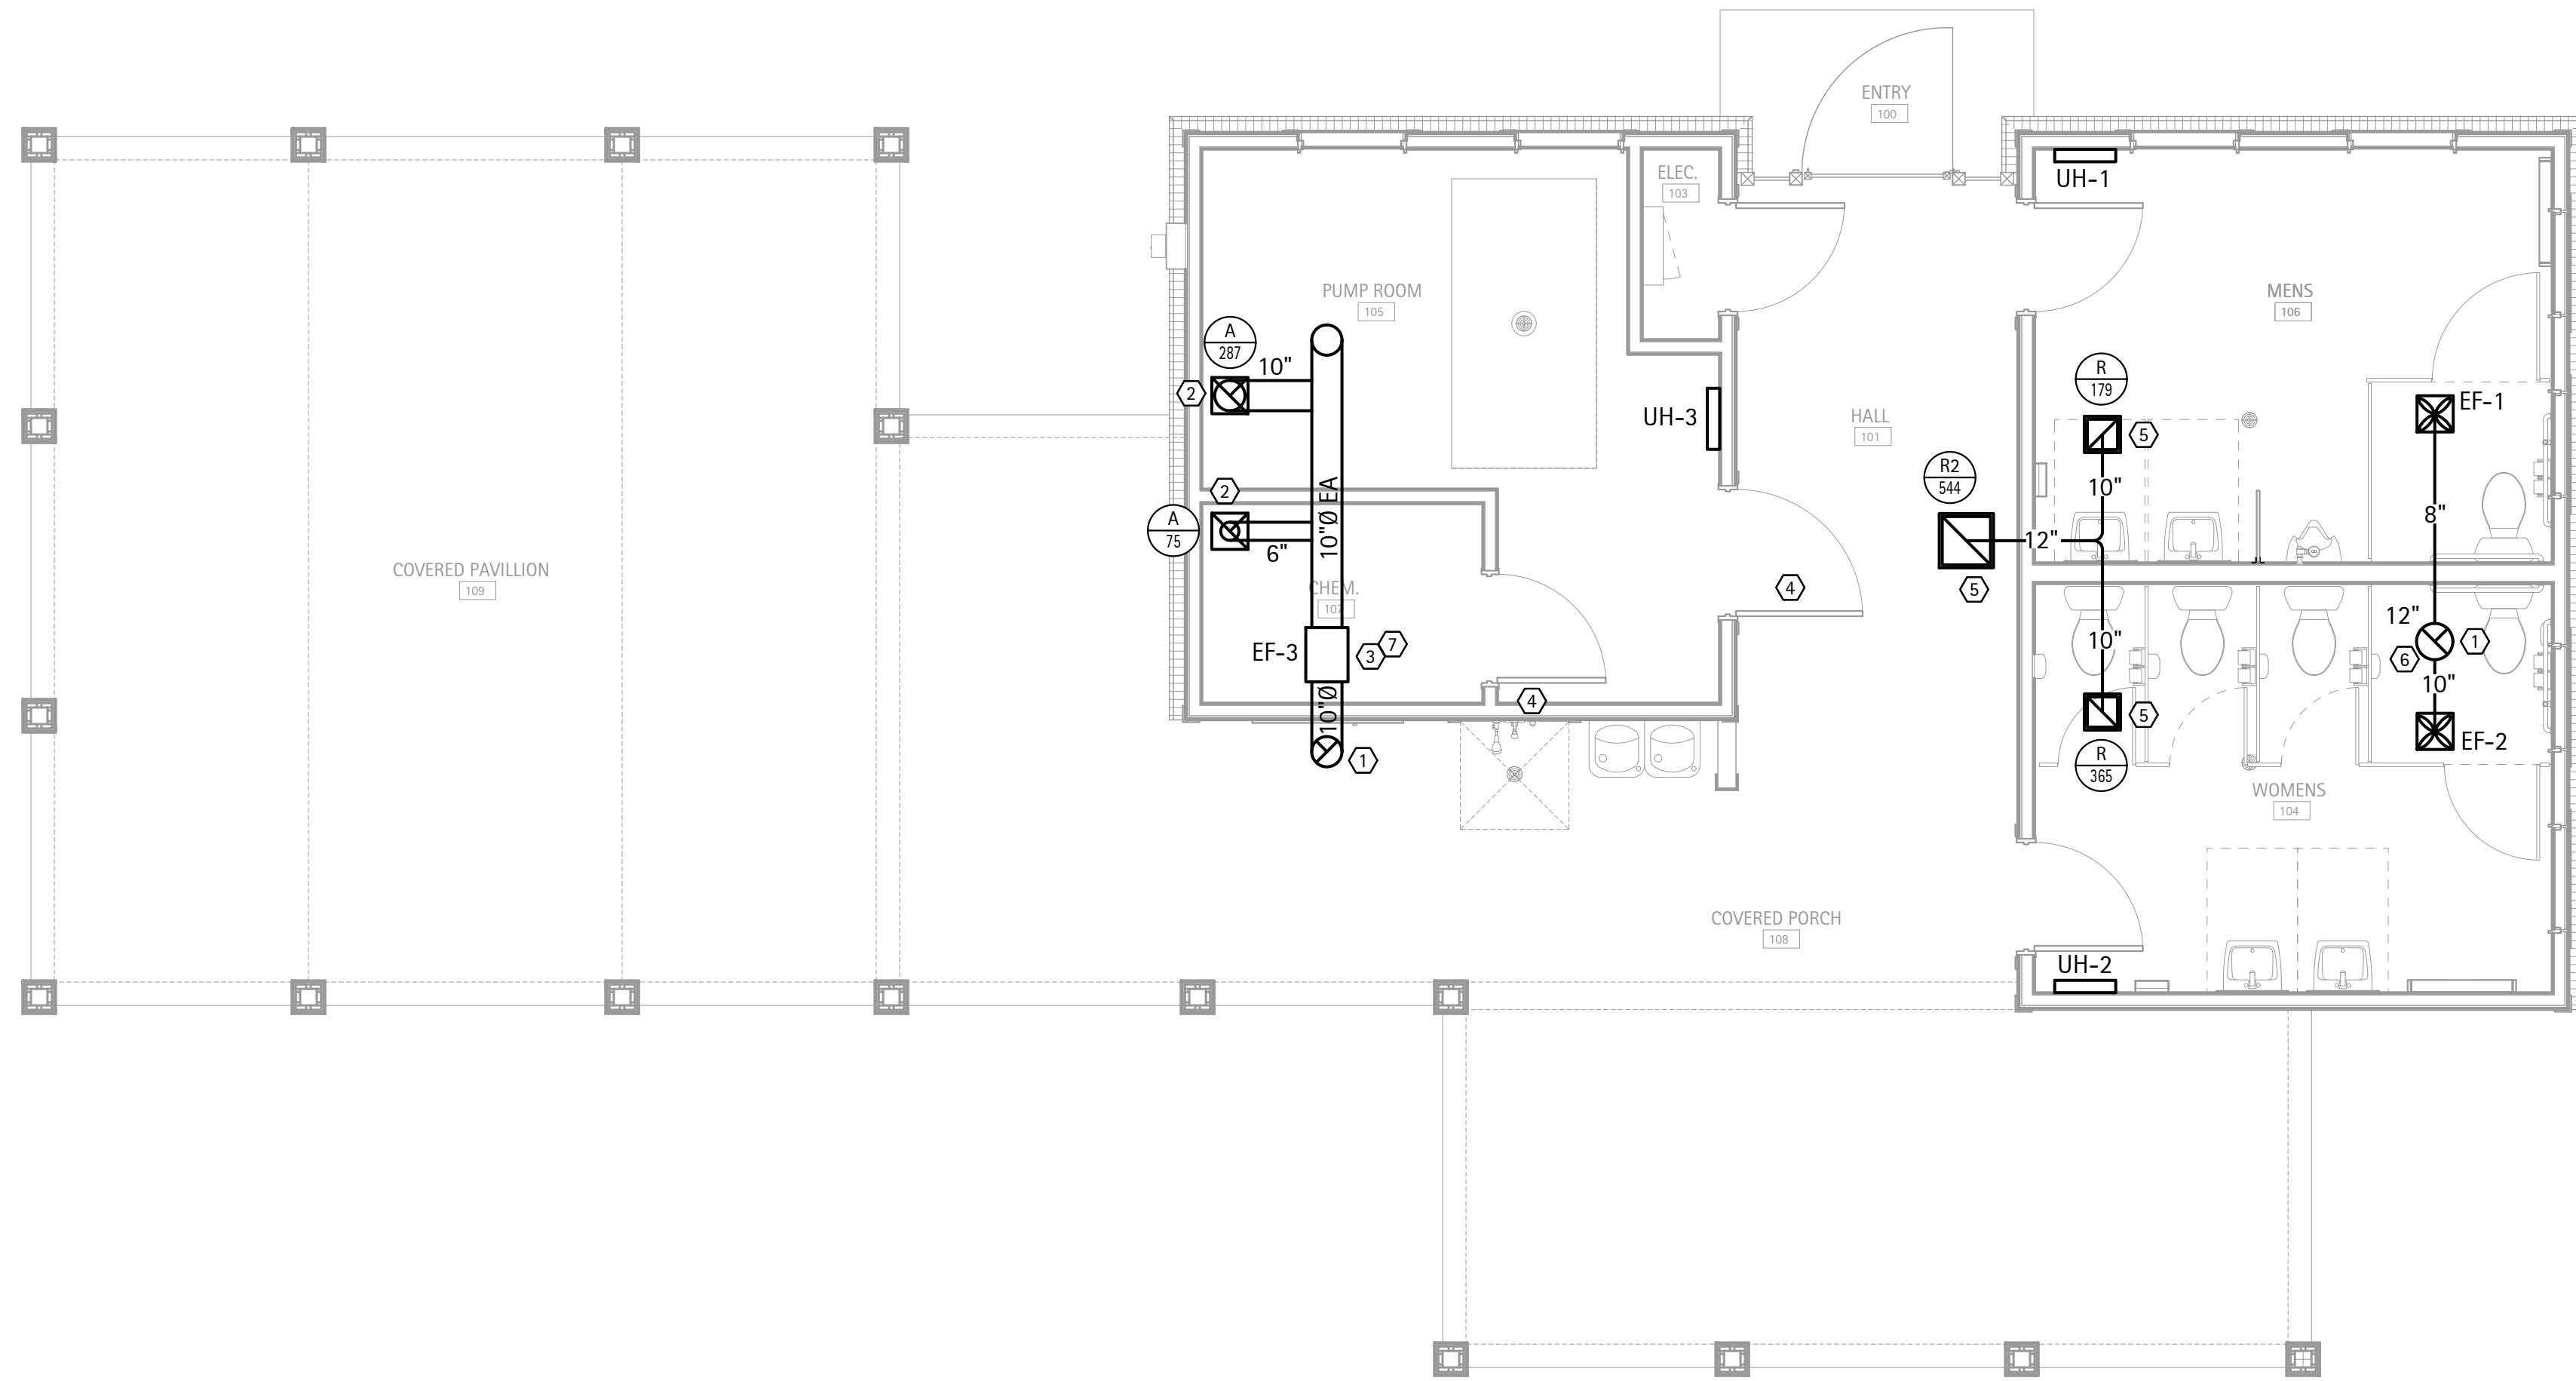 ENTRY
100
ELEC.
103
UH-1
PUMP ROOM
105
MENS
106
A
287
10"
2
R
179
5
EF-1
UH-3
HALL
101
R2
544
10"
8"
2
A
75
6"
10"Ø EA
12"
5
4
COVERED PAVILLION
109
CHEM.
107
EF-3
3
7
10"
12"
1
6
10"
4
10"Ø
1
5
EF-2
R
365
WOMENS
104
COVERED PORCH
108
UH-2